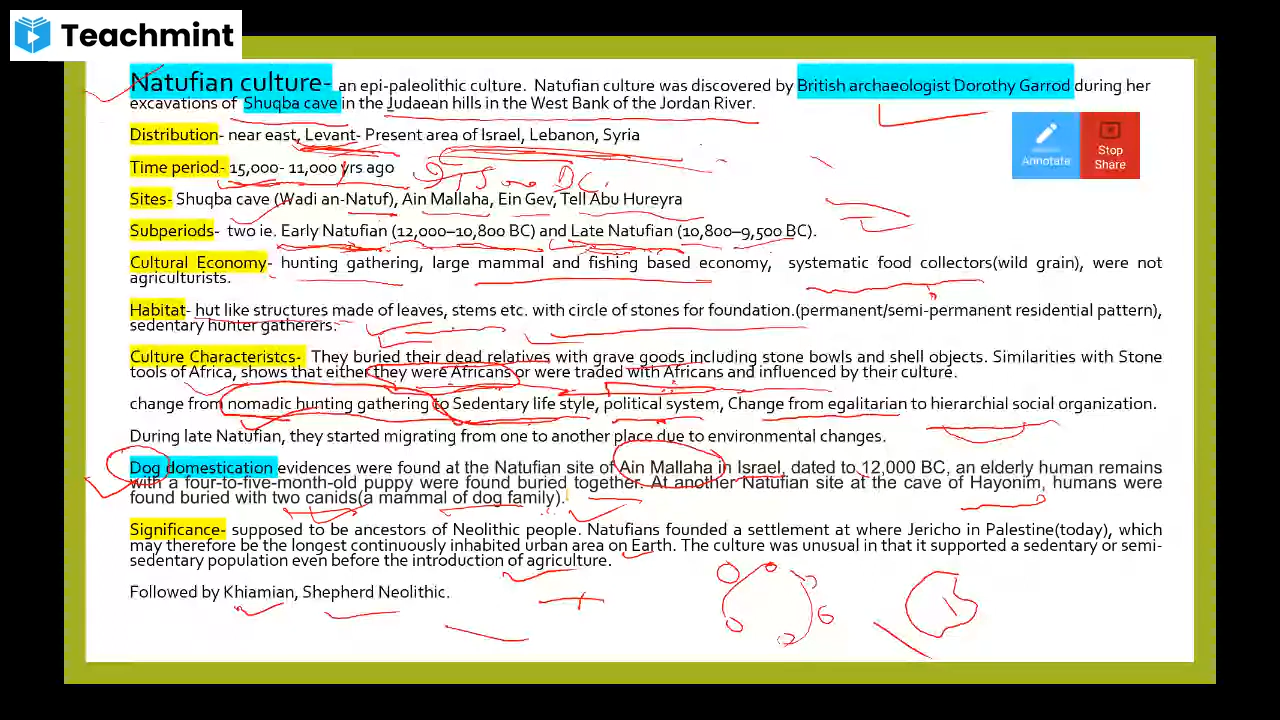 Teachmint
Natufian culture- an epi-paleolithic culture. Natufian culture was discovered by British archaeologist Dorothy Garrod during her
excavations of Shuqba cave in the Judaean hills in the West Bank of the Jordan River.
Annotate
Stop
Share
Distribution- near east, Levant- Present area of Israel, Lebanon, Syria
Time period- 15,000- 11,000 yrs ago
Sites- Shuqba cave (Wadi an-Natuf), Ain Mallaha, Ein Gev, Tell Abu Hureyra
Subperiods- two ie. Early Natufian (12,000–10,800 BC) and Late Natufian (10,800–9,500 BC).
Cultural Economy- hunting gathering, large mammal and fishing based economy, systematic food collectors(wild grain), were not
agriculturists.
Habitat- hut like structures made of leaves, stems etc. with circle of stones for foundation.(permanent/semi-permanent residential pattern),
sedentary hunter gatherers.
Culture Characteristcs- They buried their dead relatives with grave goods including stone bowls and shell objects. Similarities with Stone
tools of Africa, shows that either they were Africans or were traded with Africans and influenced by their culture.
change from nomadic hunting gathering to Sedentary life style, political system, Change from egalitarian to hierarchial social organization.
During late Natufian, they started migrating from one to another place due to environmental changes.
Dog domestication evidences were found at the Natufian site of Ain Mallaha in Israel, dated to 12,000 BC, an elderly human remains
with a four-to-five-month-old puppy were found buried together. At another Natufian site at the cave of Hayonim, humans were
found buried with two canids(a mammal of dog family).
Significance- supposed to be ancestors of Neolithic people. Natufians founded a settlement at where Jericho in Palestine(today), which
may therefore be the longest continuously inhabited urban area on Earth. The culture was unusual in that it supported a sedentary or semi-
sedentary population even before the introduction of agriculture.
Followed by Khiamian, Shepherd Neolithic.